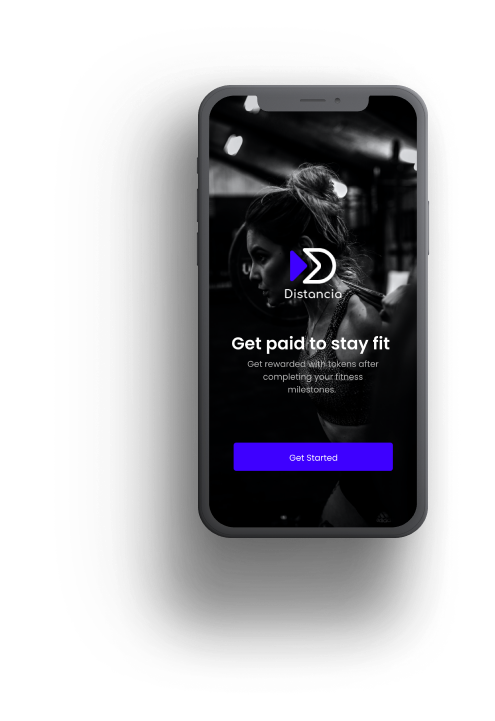 Distancia
Get paid to stay fit
Get rewarded with tokens after
completing your fitness
milestones.
Get Started